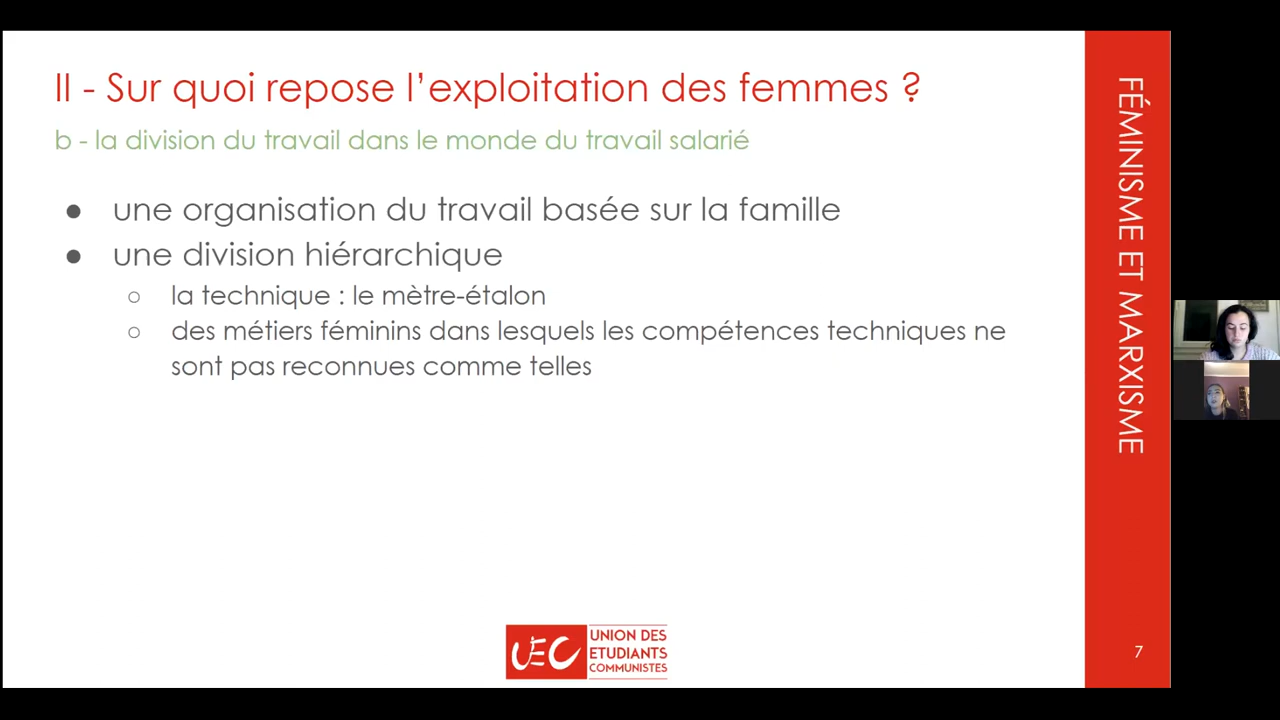 II - Sur quoi repose l’exploitation des femmes ?
b - la division du travail dans le monde du travail salarié
● une organisation du travail basée sur la famille
● une division hiérarchique
○ la technique : le mètre-étalon
○ des métiers féminins dans lesquels les compétences techniques ne
sont pas reconnues comme telles
FÉMINISME ET MARXISME
UEC
UNION DES
ETUDIANTS
COMMUNISTES
7